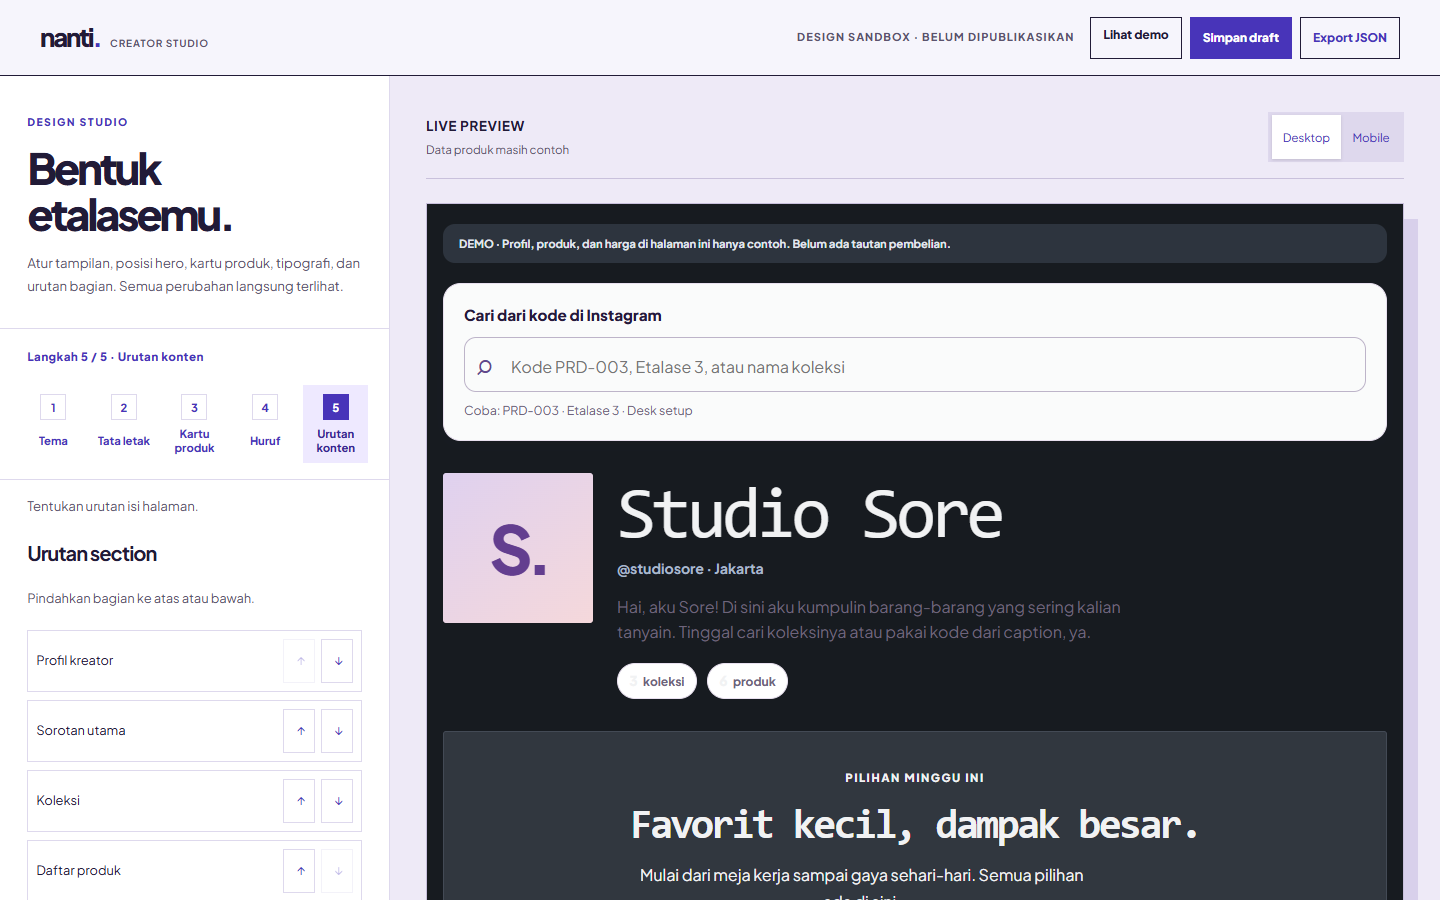 nanti. CREATOR STUDIO
DESIGN SANDBOX · BELUM DIPUBLIKASIKAN
Lihat demo
Simpan draft
Export JSON
DESIGN STUDIO
Bentuk
etalasemu.
Atur tampilan, posisi hero, kartu produk, tipografi, dan
urutan bagian. Semua perubahan langsung terlihat.
Langkah 5 / 5 · Urutan konten
1
Tema
2
Tata letak
3
Kartu
produk
4
Huruf
5
Urutan
konten
Tentukan urutan isi halaman.
Urutan section
Pindahkan bagian ke atas atau bawah.
Profil kreator
↑ ↓
Sorotan utama
↑ ↓
Koleksi
↑ ↓
Daftar produk
↑ ↓
LIVE PREVIEW
Data produk masih contoh
Desktop
Mobile
DEMO · Profil, produk, dan harga di halaman ini hanya contoh. Belum ada tautan pembelian.
Cari dari kode di Instagram
Kode PRD-003, Etalase 3, atau nama koleksi
Coba: PRD-003 · Etalase 3 · Desk setup
S.
Studio Sore
@studiosore · Jakarta
Hai, aku Sore! Di sini aku kumpulin barang-barang yang sering kalian
tanyain. Tinggal cari koleksinya atau pakai kode dari caption, ya.
3 koleksi
6 produk
PILIHAN MINGGU INI
Favorit kecil, dampak besar.
Mulai dari meja kerja sampai gaya sehari-hari. Semua pilihan
ada di sini.